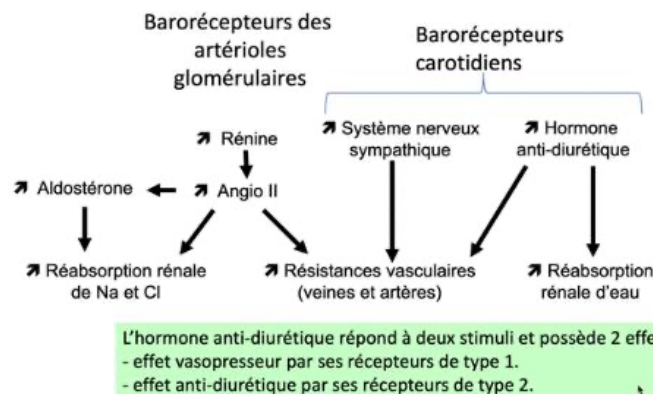 Barorécepteurs des
artérioles
glomérulaires
Barorécepteurs
carotidiens
↗ Rénine
↗ Système nerveux
sympathique
↗ Hormone
anti-diurétique
↗ Aldostérone
↗ Angio II
↗ Réabsorption rénale
de Na et Cl
↗ Résistances vasculaires
(veines et artères)
↗ Réabsorption
rénale d'eau
L'hormone anti-diurétique répond à deux stimuli et possède 2 effe
- effet vasopresseur par ses récepteurs de type 1.
- effet anti-diurétique par ses récepteurs de type 2.